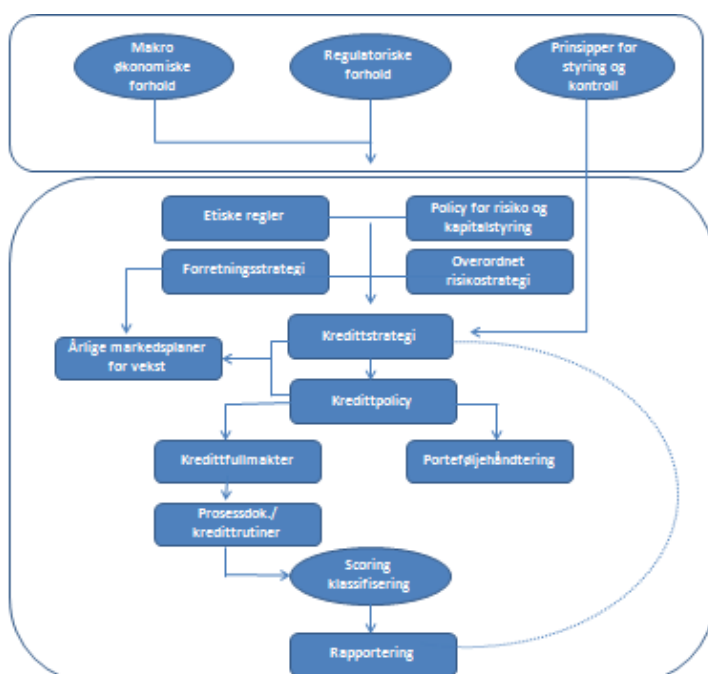 Makro
økonomiske
forhold
Regulatoriske
forhold
Prinsipper for
styring og
kontroll
Etiske regler
Policy for risiko og
kapitalstyring
Forretningsstrategi
Overordnet
risikostrategi
Kredittstrategi
Årlige markedsplaner
for vekst
Kredittpolicy
Kredittfullmakter
Porteføljehåndtering
Prosessdok./
kredittrutiner
Scoring
klassifisering
Rapportering